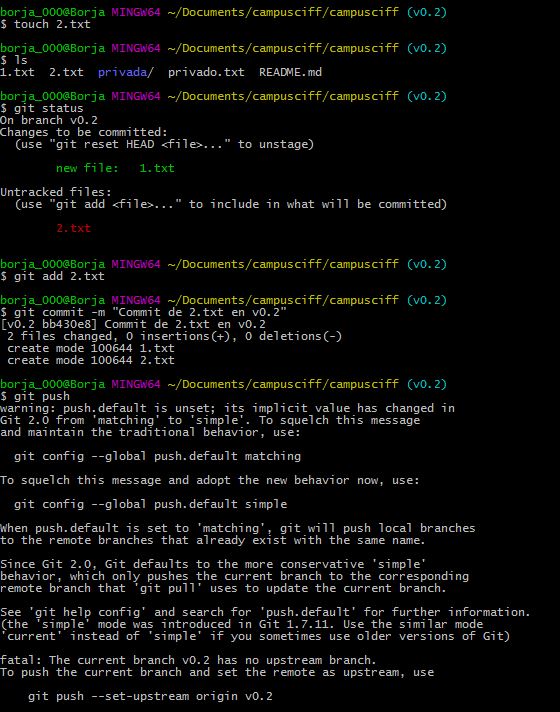 borja_000@Borja MINGW64 ~/Documents/campusciff/campusciff (v0.2)
$ touch 2.txt
borja_000@Borja MINGW64 ~/Documents/campusciff/campusciff (v0.2)
$ ls
1.txt  2.txt  privada/  privado.txt  README.md
borja_000@Borja MINGW64 ~/Documents/campusciff/campusciff (v0.2)
$ git status
On branch v0.2
Changes to be committed:
  (use "git reset HEAD <file>..." to unstage)
        new file:   1.txt
Untracked files:
  (use "git add <file>..." to include in what will be committed)
        2.txt
borja_000@Borja MINGW64 ~/Documents/campusciff/campusciff (v0.2)
$ git add 2.txt
borja_000@Borja MINGW64 ~/Documents/campusciff/campusciff (v0.2)
$ git commit -m "Commit de 2.txt en v0.2"
[v0.2 bb430e8] Commit de 2.txt en v0.2
 2 files changed, 0 insertions(+), 0 deletions(-)
 create mode 100644 1.txt
 create mode 100644 2.txt
borja_000@Borja MINGW64 ~/Documents/campusciff/campusciff (v0.2)
$ git push
warning: push.default is unset; its implicit value has changed in
Git 2.0 from 'matching' to 'simple'. To squelch this message
and maintain the traditional behavior, use:
  git config --global push.default matching
To squelch this message and adopt the new behavior now, use:
  git config --global push.default simple
When push.default is set to 'matching', git will push local branches
to the remote branches that already exist with the same name.
Since Git 2.0, Git defaults to the more conservative 'simple'
behavior, which only pushes the current branch to the corresponding
remote branch that 'git pull' uses to update the current branch.
See 'git help config' and search for 'push.default' for further information.
(the 'simple' mode was introduced in Git 1.7.11. Use the similar mode
'current' instead of 'simple' if you sometimes use older versions of Git)
fatal: The current branch v0.2 has no upstream branch.
To push the current branch and set the remote as upstream, use
    git push --set-upstream origin v0.2